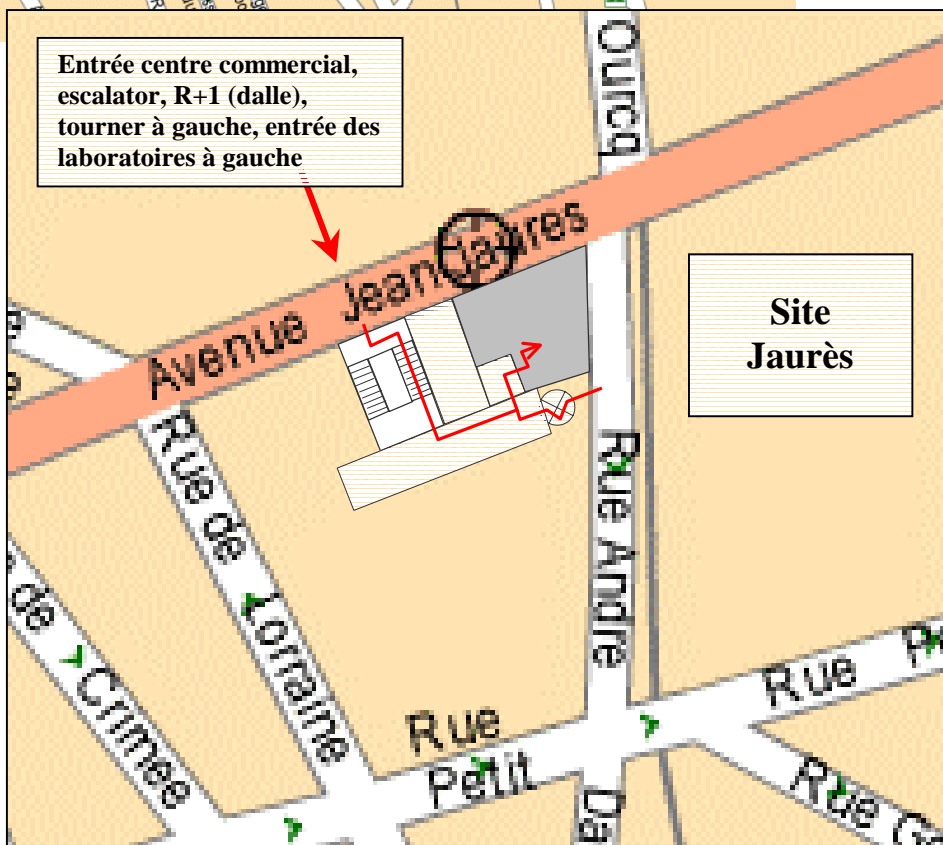 Entrée centre commercial,
escalator, R+1 (dalle),
tourner à gauche, entrée des
laboratoires à gauche
Ourcq
Avenue Jean Jaures
Site
Jaurès
Rue de Lorraine
Rue Andre
de Crimee
Rue
Petit
Rue
Rue